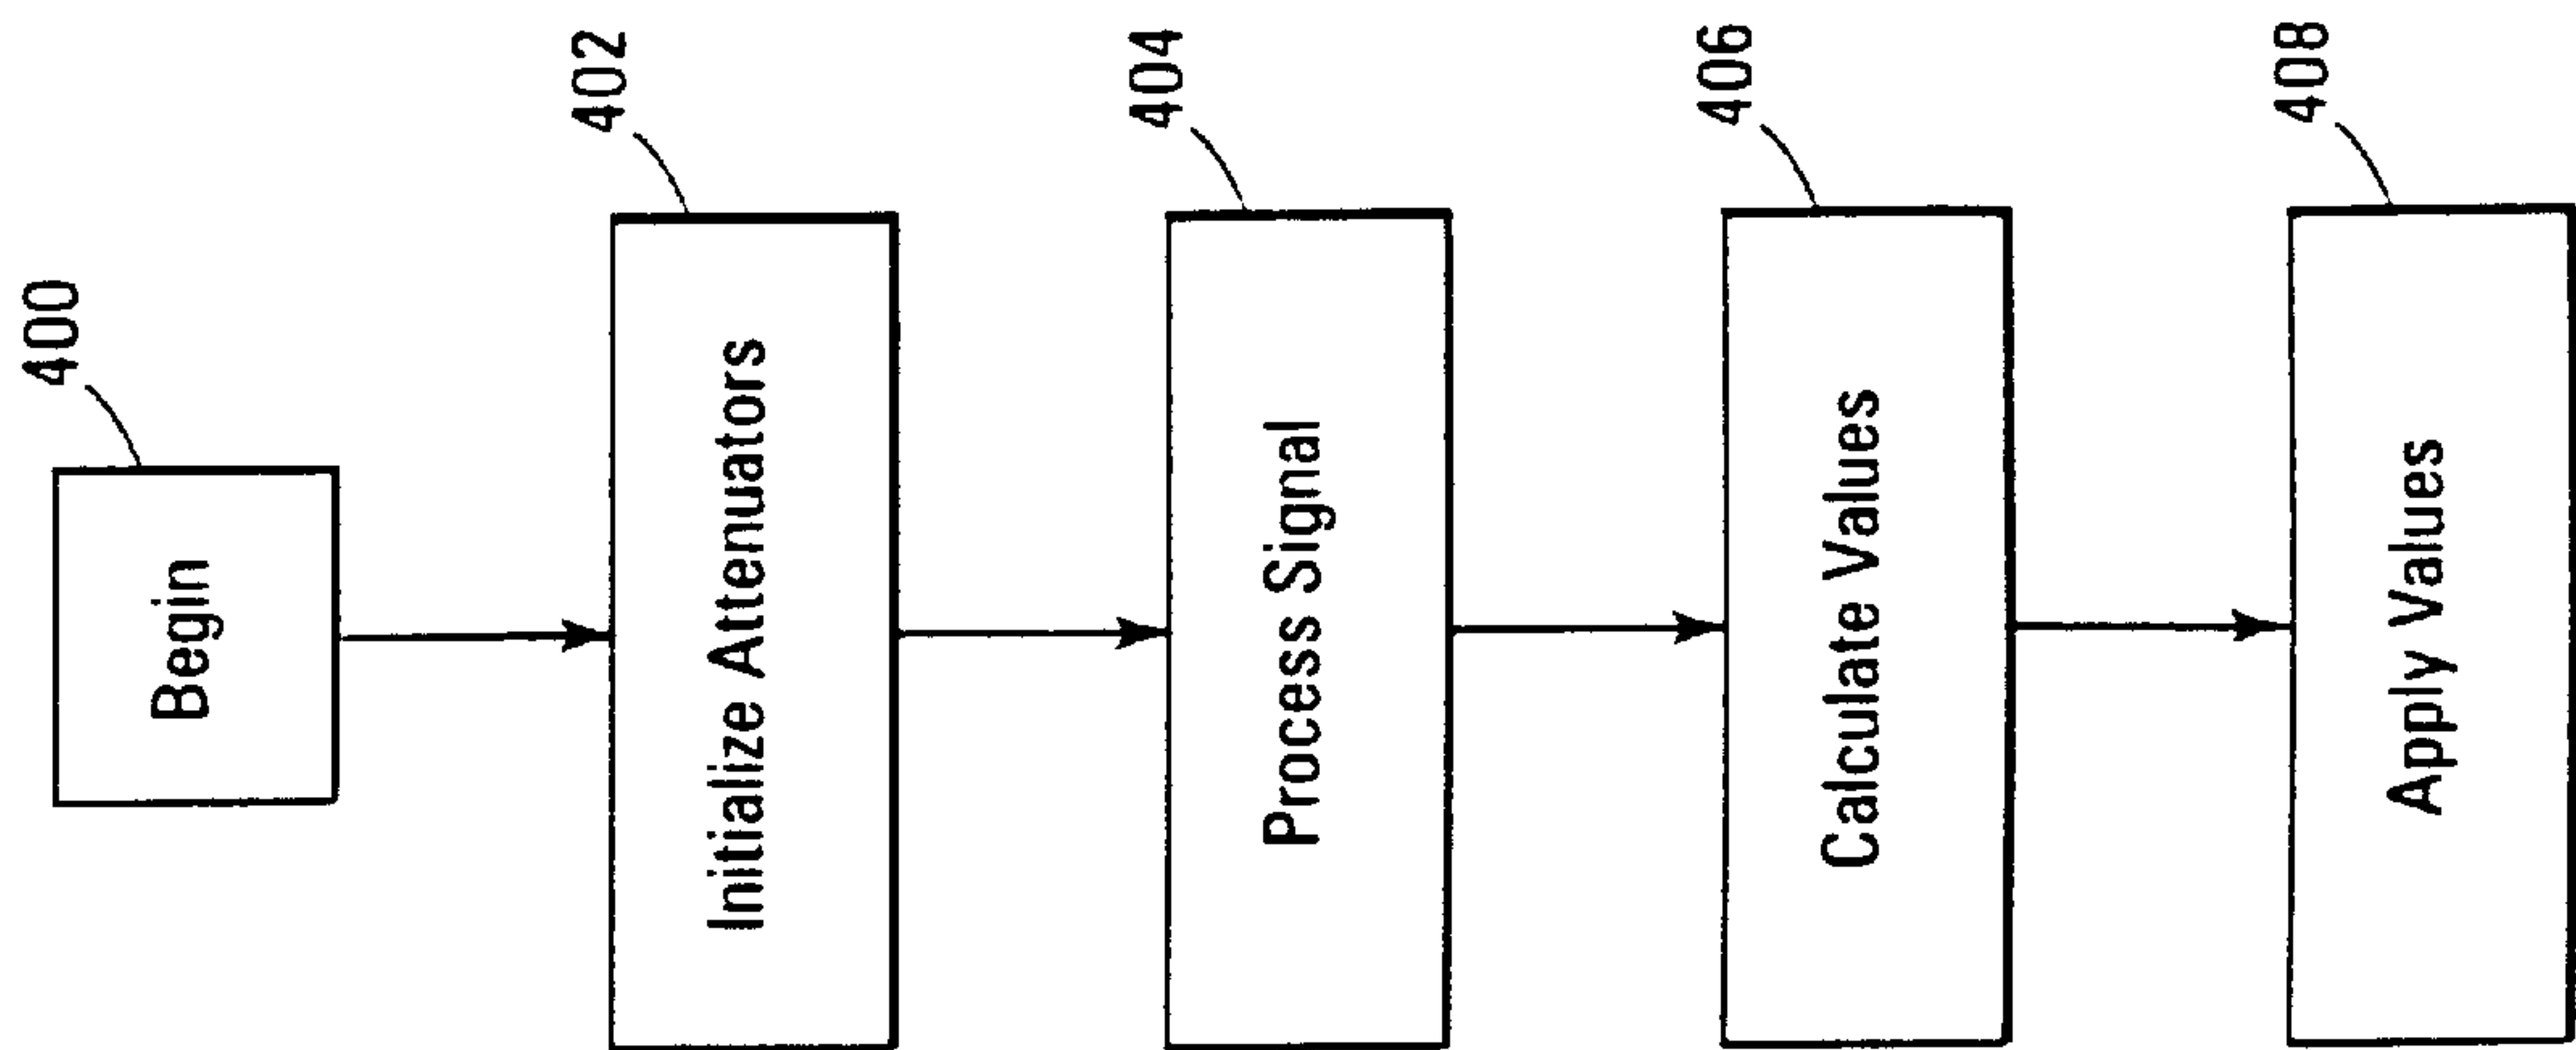 400
Begin
402
Initialize Attenuators
404
Process Signal
406
Calculate Values
408
Apply Values